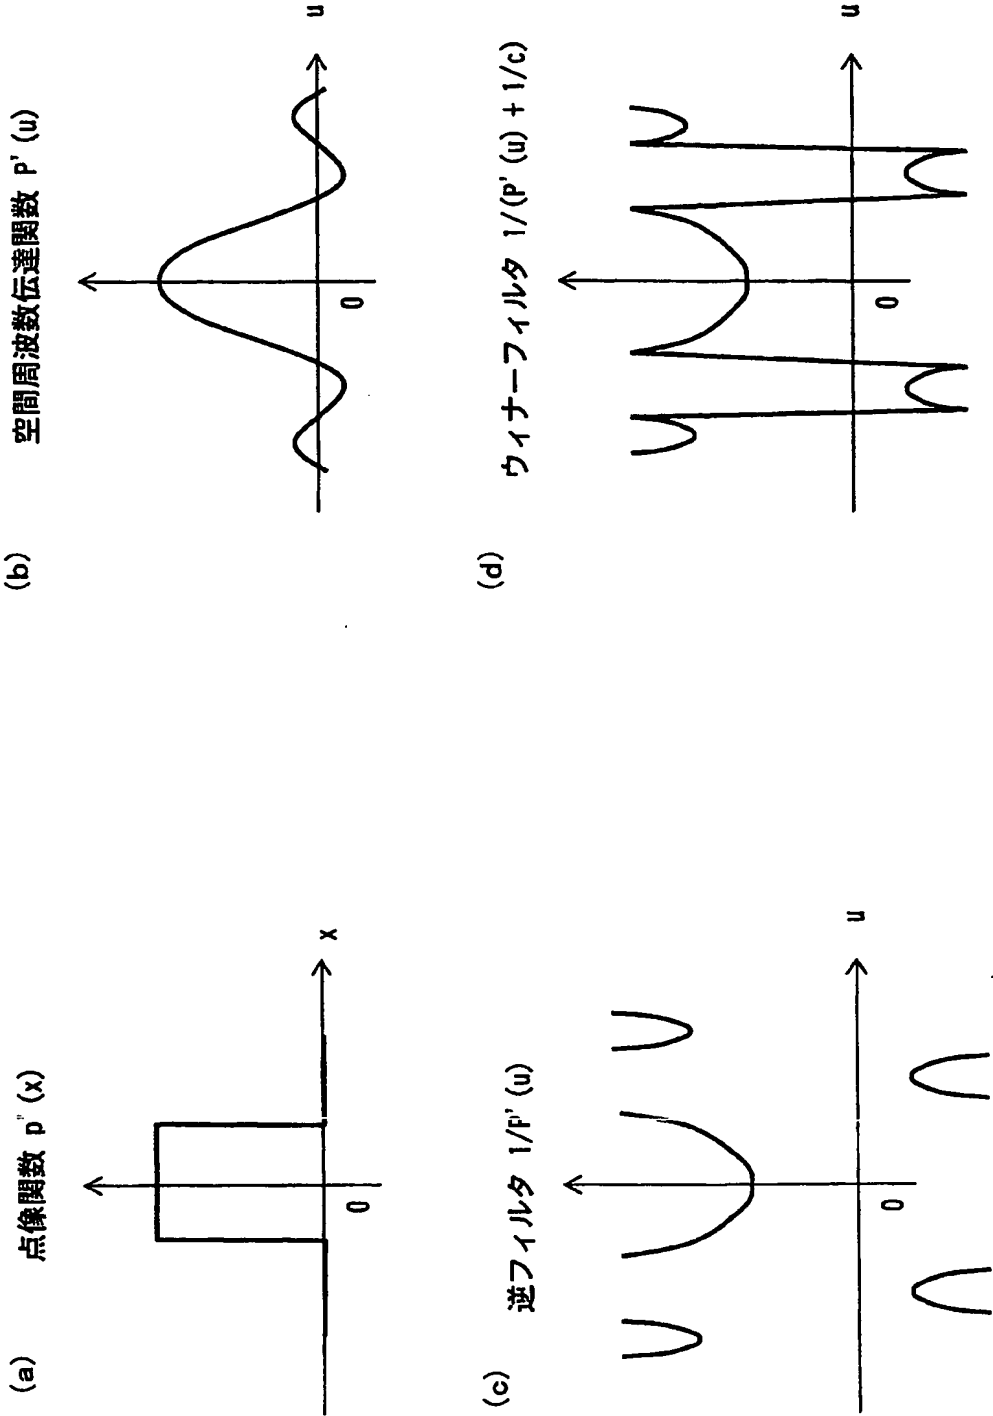 (a)
点像関数 p" (x)
x
0
(b)
空間周波数伝達関数 P' (u)
u
0
(c)
逆フィルタ 1/P' (u)
u
0
(d)
ウィナーフィルタ 1/(P' (u) + 1/c)
u
0